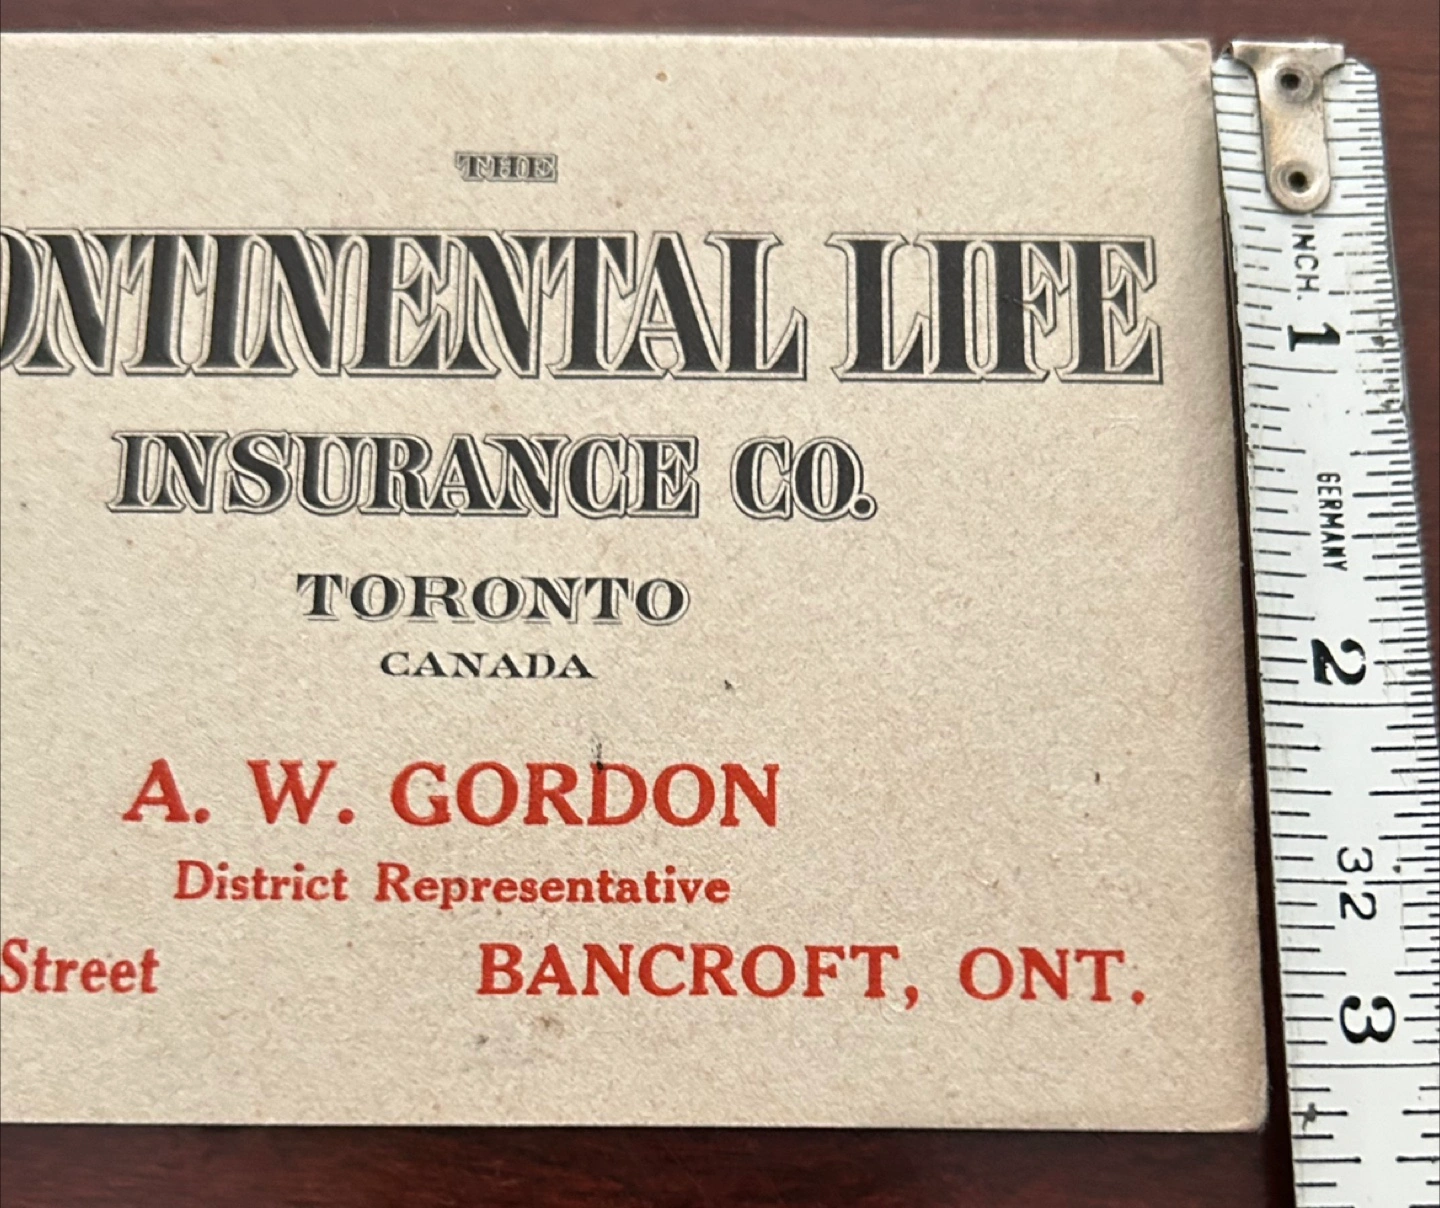 THE
ONTINENTAL LIFE
INSURANCE CO.
TORONTO
CANADA
A. W. GORDON
District Representative
Street BANCROFT, ONT.
INCH.
1
GERMANY
2
32
3